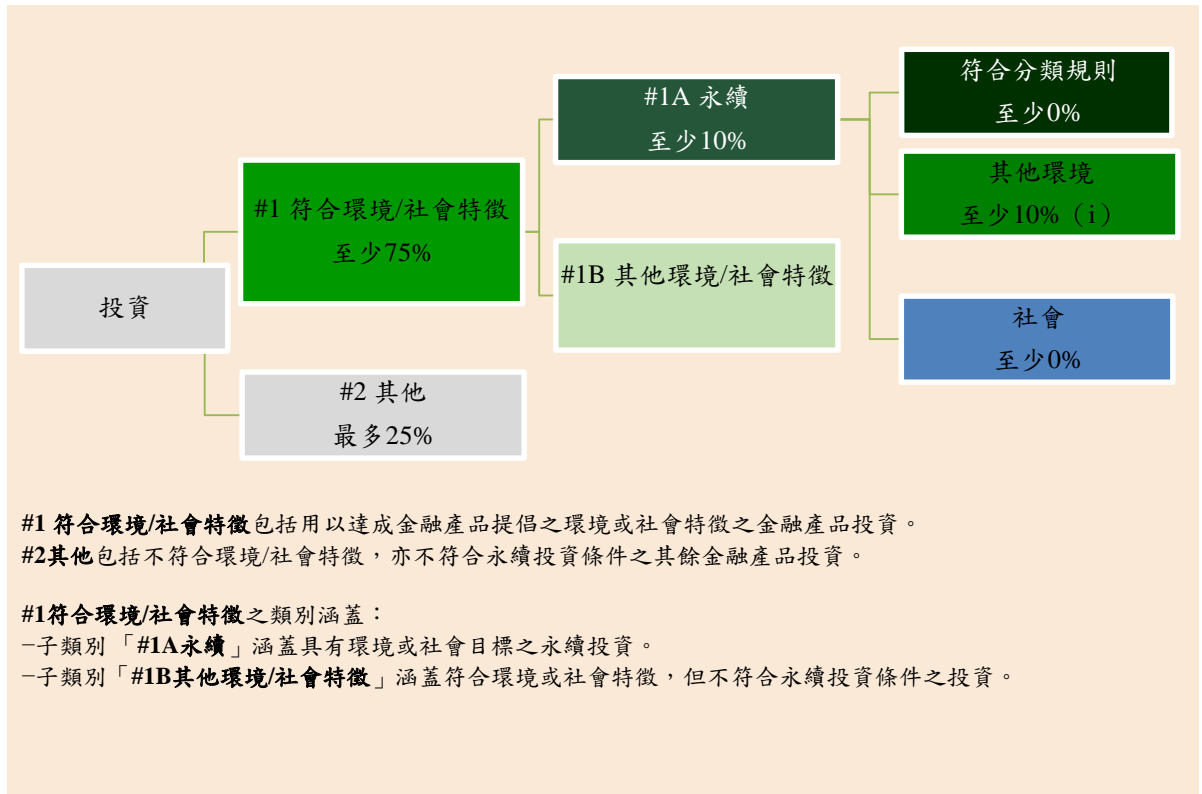 投資
#1 符合環境/社會特徵
至少75%
#2 其他
最多25%
#1A 永續
至少10%
#1B 其他環境/社會特徵
符合分類規則
至少0%
其他環境
至少10%（i）
社會
至少0%
#1 符合環境/社會特徵包括用以達成金融產品提倡之環境或社會特徵之金融產品投資。
#2其他包括不符合環境/社會特徵，亦不符合永續投資條件之其餘金融產品投資。
#1符合環境/社會特徵之類別涵蓋：
–子類別「#1A永續」涵蓋具有環境或社會目標之永續投資。
–子類別「#1B其他環境/社會特徵」涵蓋符合環境或社會特徵，但不符合永續投資條件之投資。